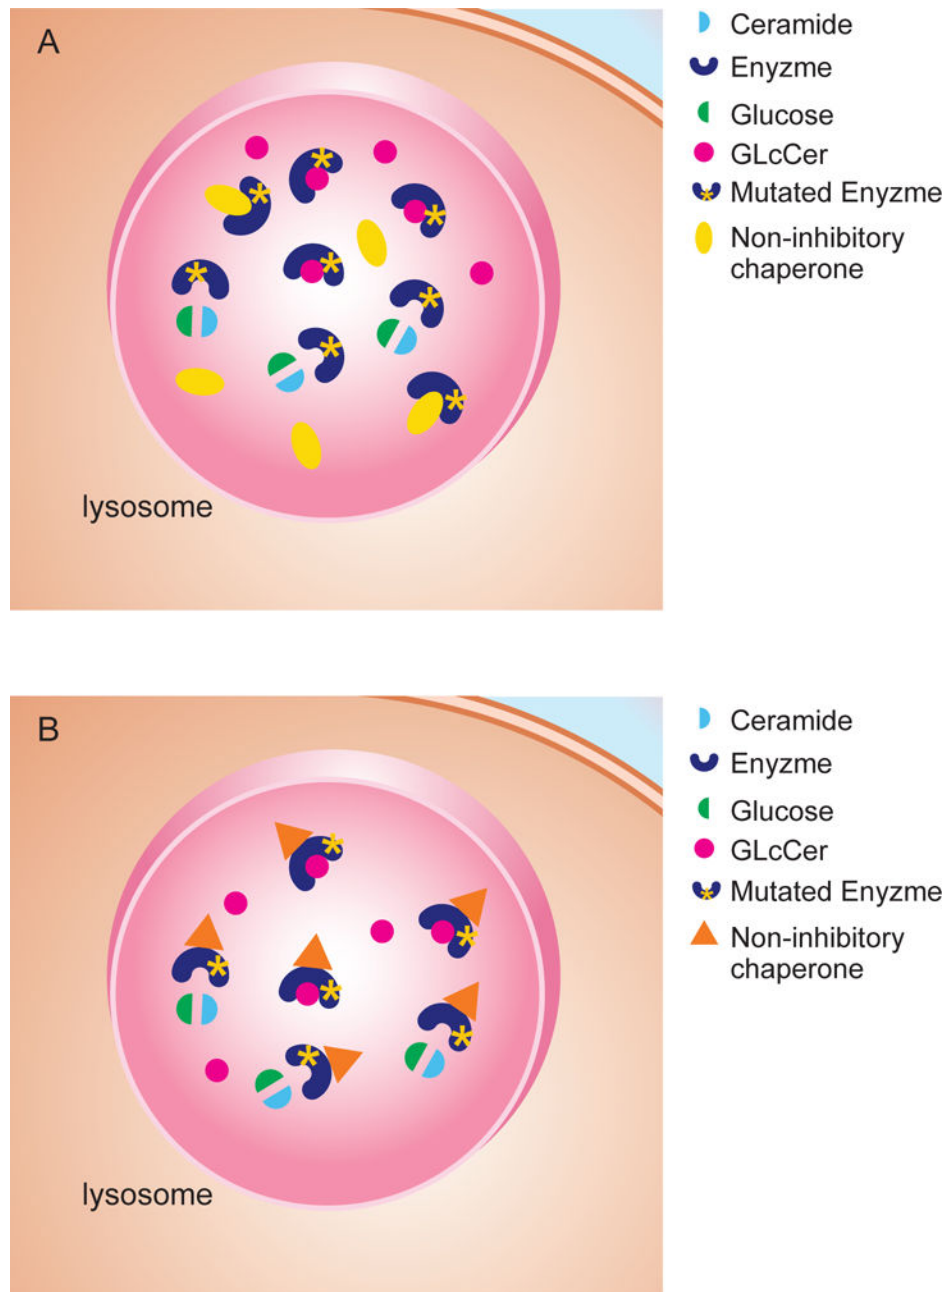 A
Ceramide
Enyzme
Glucose
GLcCer
Mutated Enyzme
Non-inhibitory
chaperone
lysosome
B
Ceramide
Enyzme
Glucose
GLcCer
Mutated Enyzme
Non-inhibitory
chaperone
lysosome